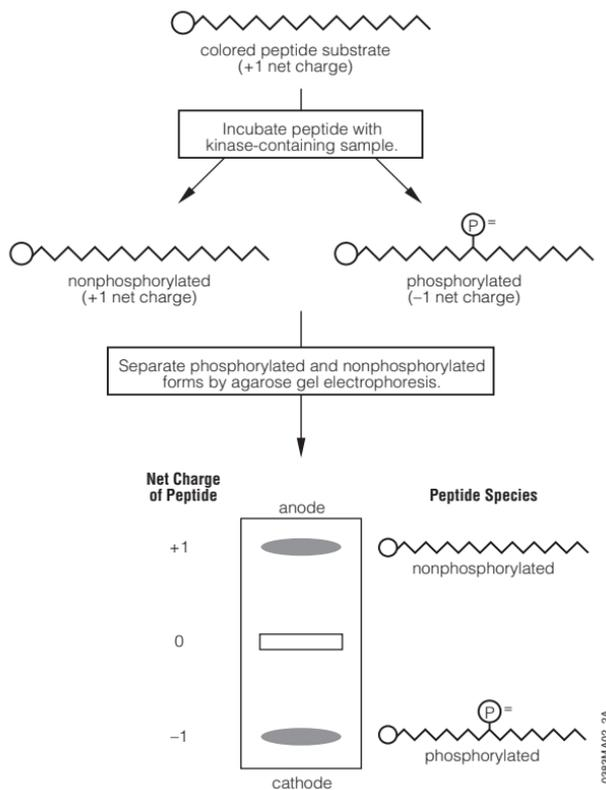 colored peptide substrate
(+1 net charge)
Incubate peptide with
kinase-containing sample.
P =
nonphosphorylated
(+1 net charge)
phosphorylated
(–1 net charge)
Separate phosphorylated and nonphosphorylated
forms by agarose gel electrophoresis.
Net Charge
of Peptide
Peptide Species
anode
+1
nonphosphorylated
0
P =
–1
phosphorylated
cathode